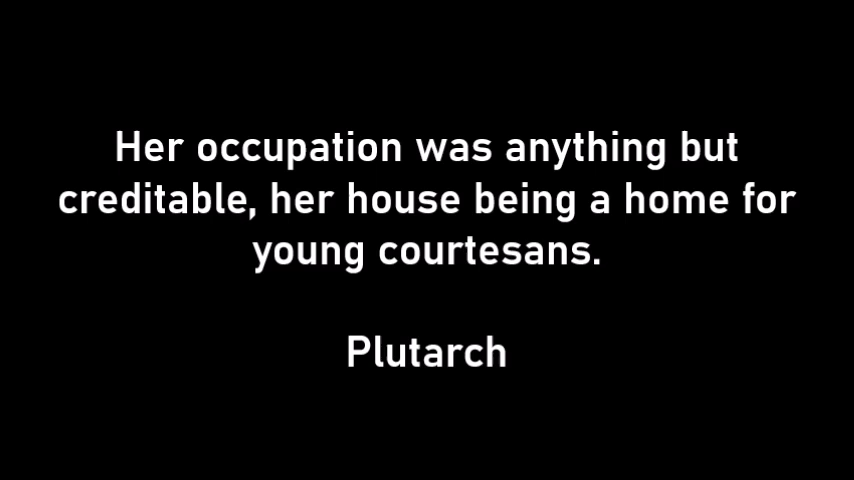 Her occupation was anything but
creditable, her house being a home for
young courtesans.
Plutarch